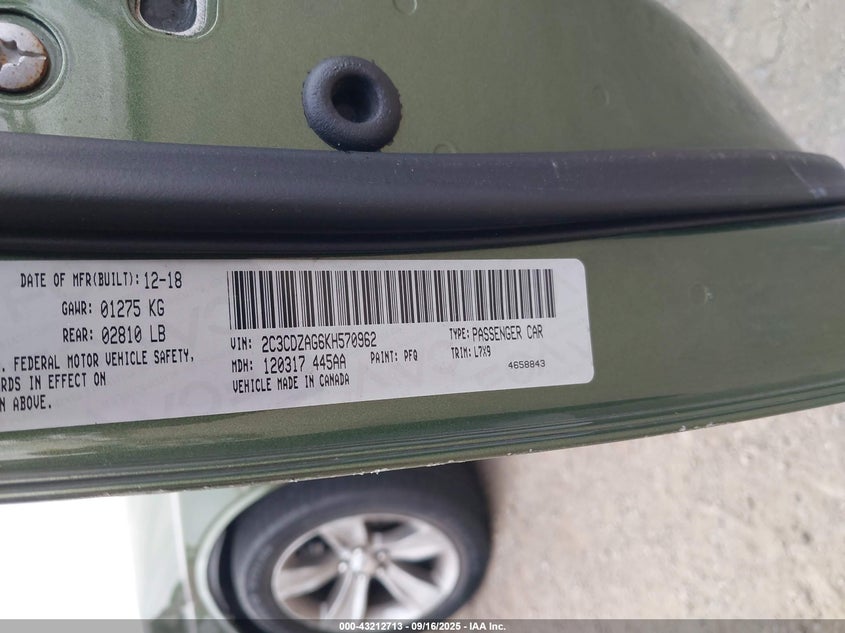 DATE OF MFR(BUILT): 12-18
GAWR: 01275 KG
REAR: 02810 LB
FEDERAL MOTOR VEHICLE SAFETY,
RDS IN EFFECT ON
N ABOVE.
VIN: 2C3CDZAG6KH570962
TYPE: PASSENGER CAR
MDH: 120317 445AA
PAINT: PFQ
TRIM: L7X9
VEHICLE MADE IN CANADA
4658843
000-43212713 - 09/16/2025 - IAA Inc.